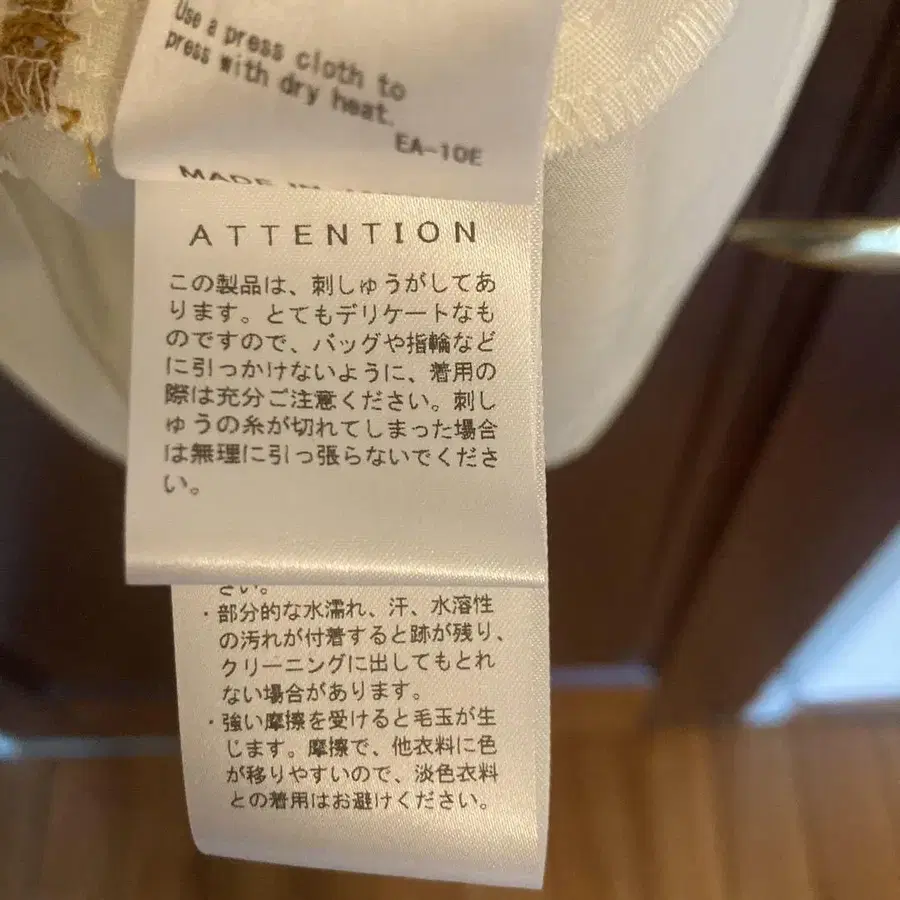 Use a press cloth to
press with dry heat.
EA-10E
MADE IN
ATTENTION
この製品は、刺しゅうがしてあ
ります。とてもデリケートなも
のですので、バッグや指輪など
に引っかけないように、着用の
際は充分ご注意ください。刺し
ゅうの糸が切れてしまった場合
は無理に引っ張らないでくださ
い。
さい。
・部分的な水濡れ、汗、水溶性
の汚れが付着すると跡が残り、
クリーニングに出してもとれ
ない場合があります。
・強い摩擦を受けると毛玉が生
じます。摩擦で、他衣料に色
が移りやすいので、淡色衣料
との着用はお避けください。